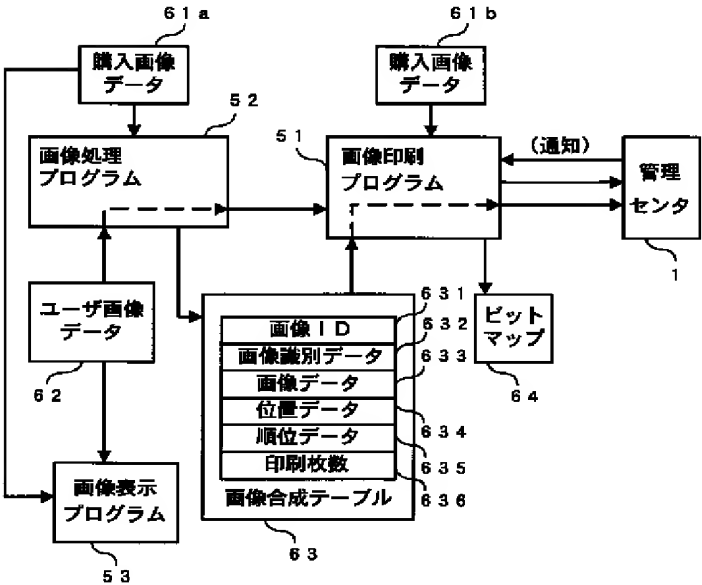 61a
購入画像
データ
61b
購入画像
データ
52
画像処理
プログラム
51
画像印刷
プログラム
(通知)
管理
センタ
1
ユーザ画像
データ
62
画像ID
631
画像識別データ
632
画像データ
633
位置データ
634
順位データ
635
印刷枚数
636
画像合成テーブル
63
ビット
マップ
64
画像表示
プログラム
53